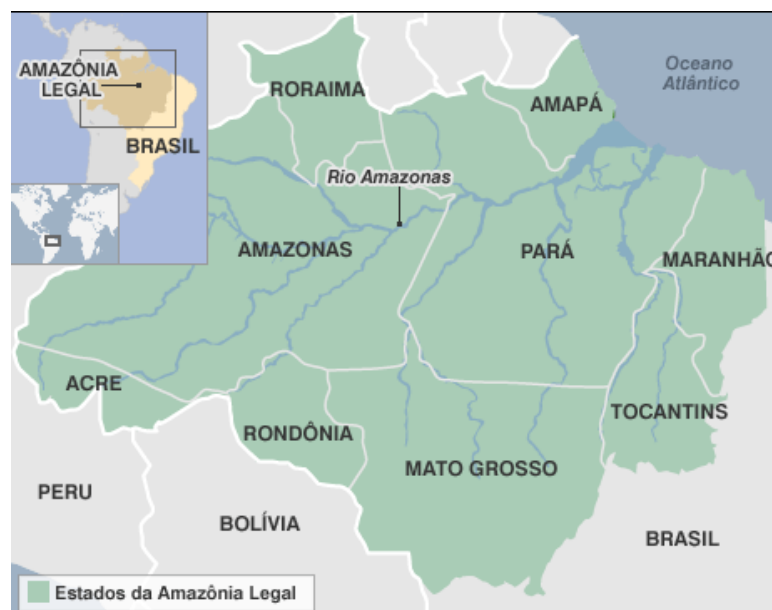 AMAZÔNIA
LEGAL
BRASIL
RORAIMA
AMAPÁ
Oceano
Atlântico
Rio Amazonas
AMAZONAS
PARÁ
MARANHÃO
ACRE
RONDÔNIA
MATO GROSSO
TOCANTINS
PERU
BOLÍVIA
BRASIL
Estados da Amazônia Legal